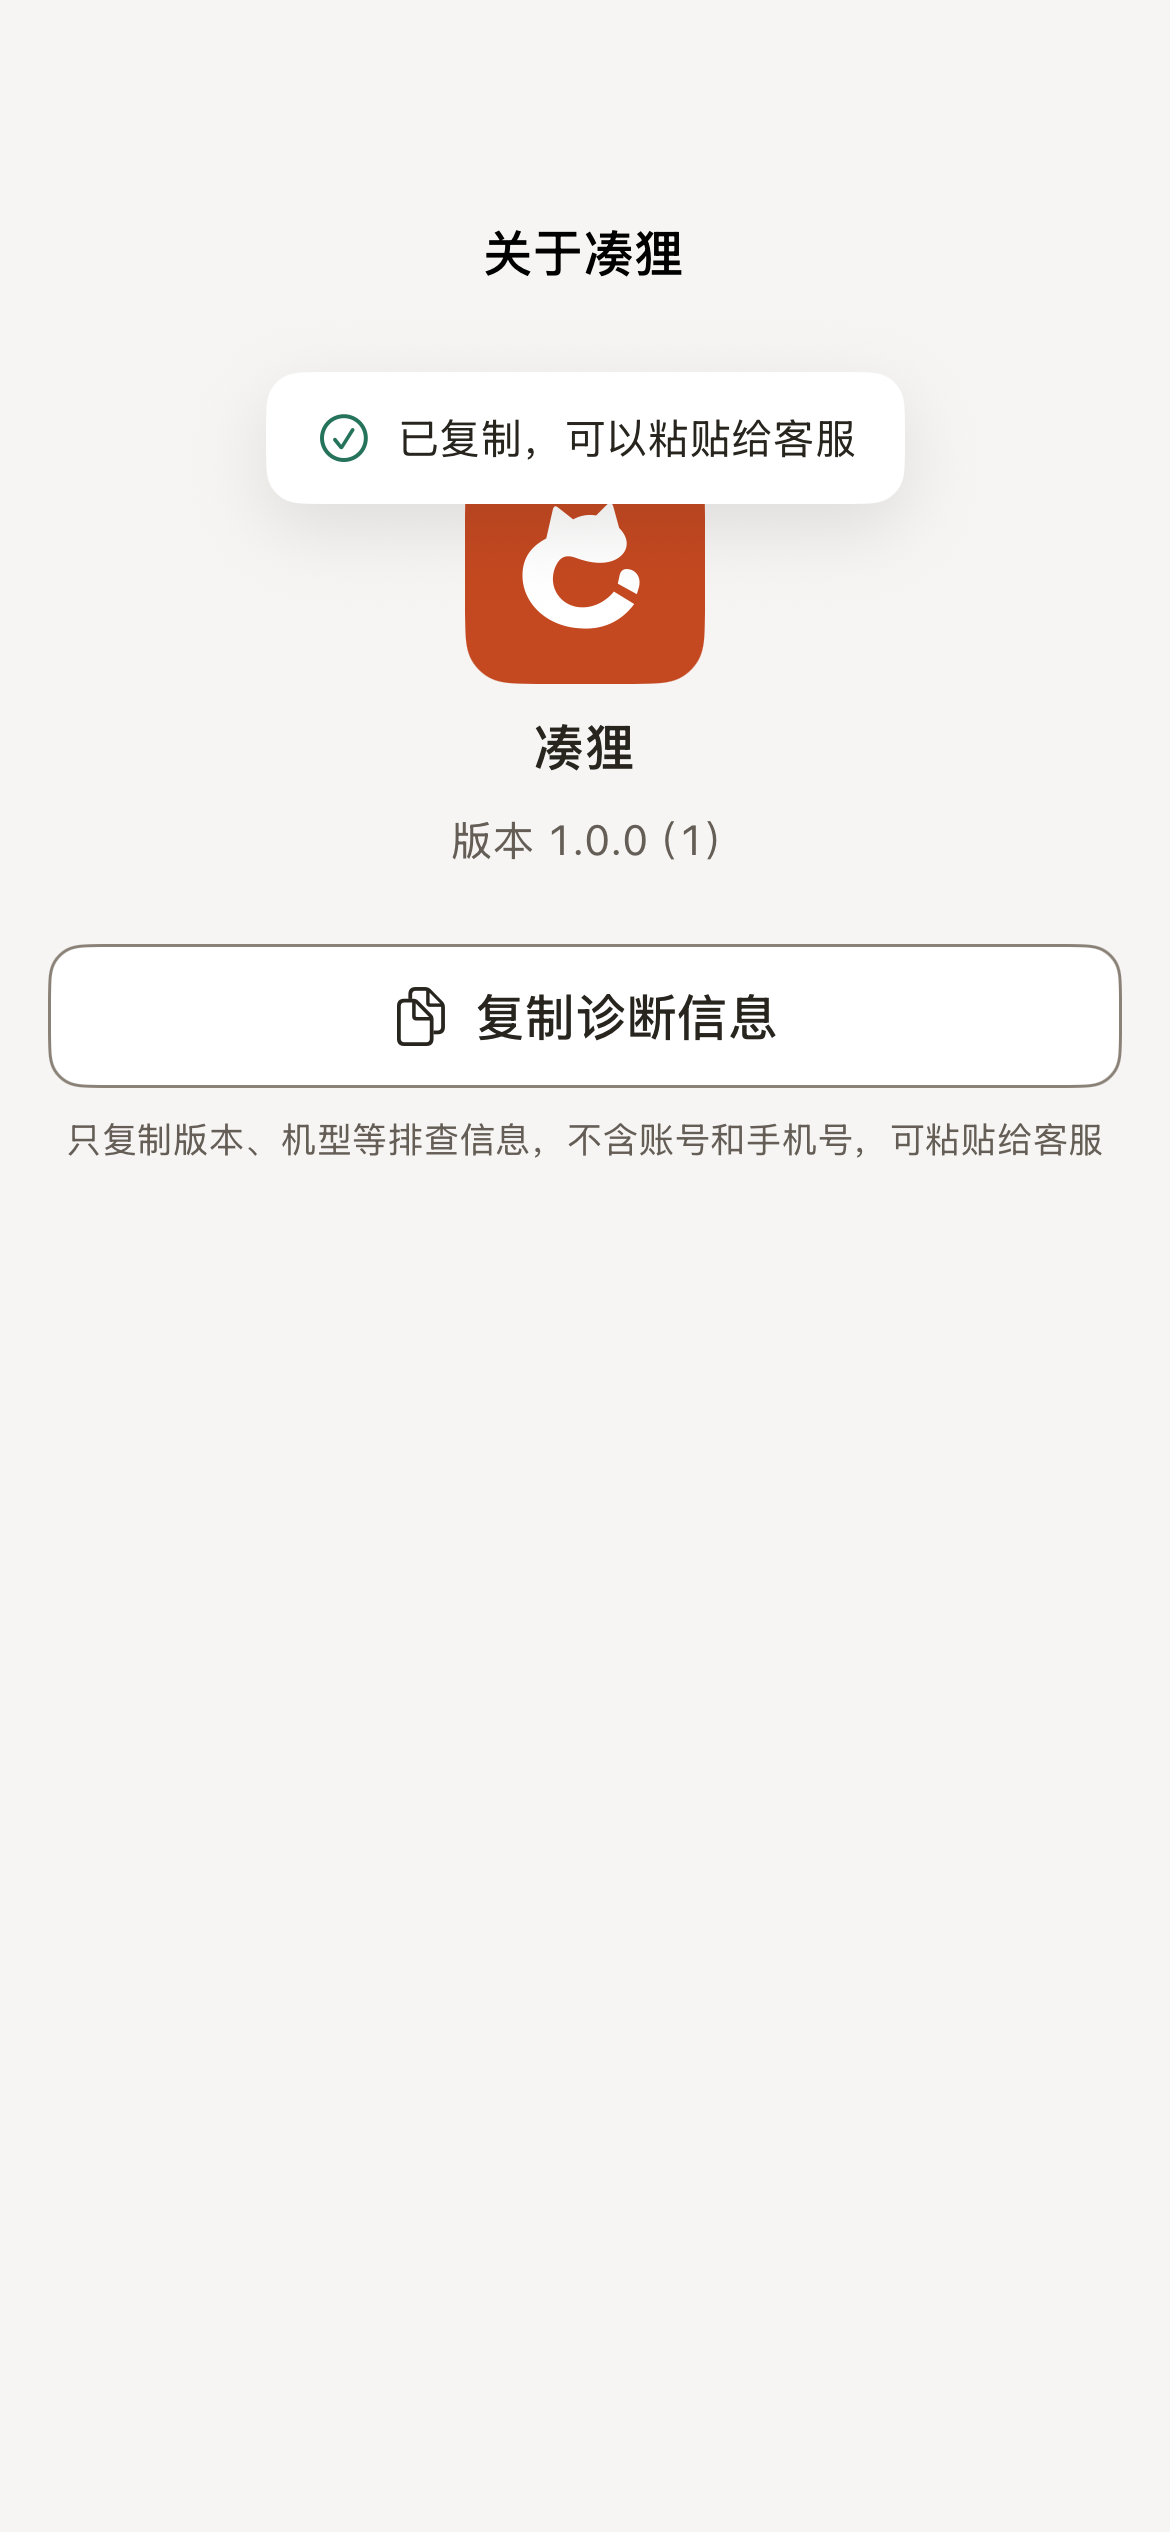 关于凑狸
已复制，可以粘贴给客服
凑狸
版本 1.0.0 (1)
复制诊断信息
只复制版本、机型等排查信息，不含账号和手机号，可粘贴给客服